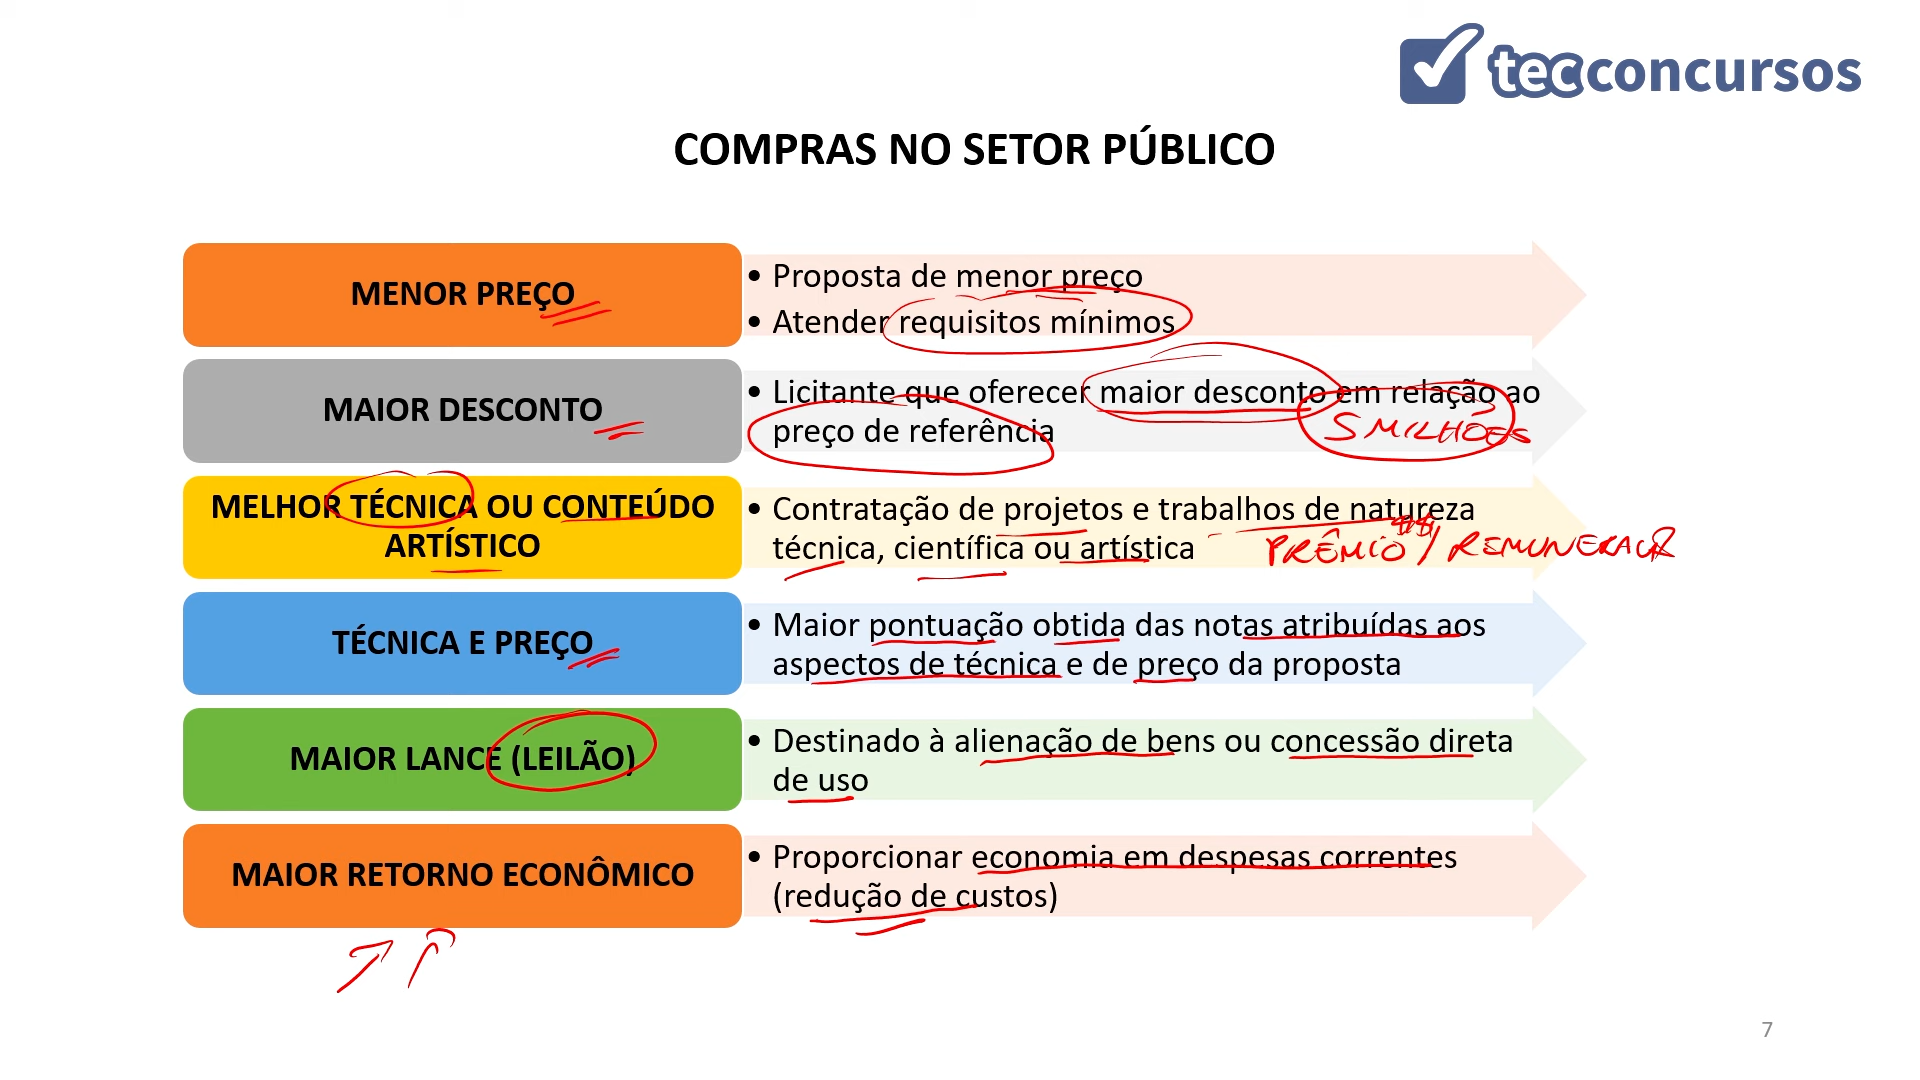 tecconcursos
COMPRAS NO SETOR PÚBLICO
MENOR PREÇO
• Proposta de menor preço
• Atender requisitos mínimos
MAIOR DESCONTO
• Licitante que oferecer maior desconto em relação ao
preço de referência
5 MILHÕES
MELHOR TÉCNICA OU CONTEÚDO
ARTÍSTICO
• Contratação de projetos e trabalhos de natureza
técnica, científica ou artística
PRÊMIO /
TÉCNICA E PREÇO
• Maior pontuação obtida das notas atribuídas aos
aspectos de técnica e de preço da proposta
MAIOR LANCE (LEILÃO)
• Destinado à alienação de bens ou concessão direta
de uso
MAIOR RETORNO ECONÔMICO
• Proporcionar economia em despesas correntes
(redução de custos)
7